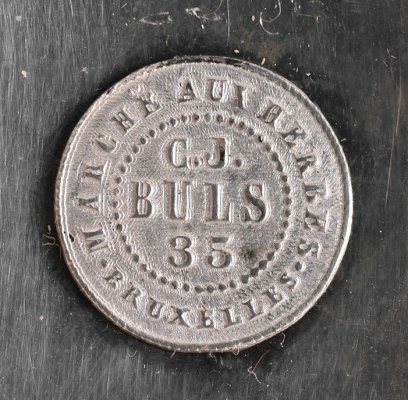 MARCHÉ AUX HERBES
C.J.
BULS
35
· BRUXELLES ·